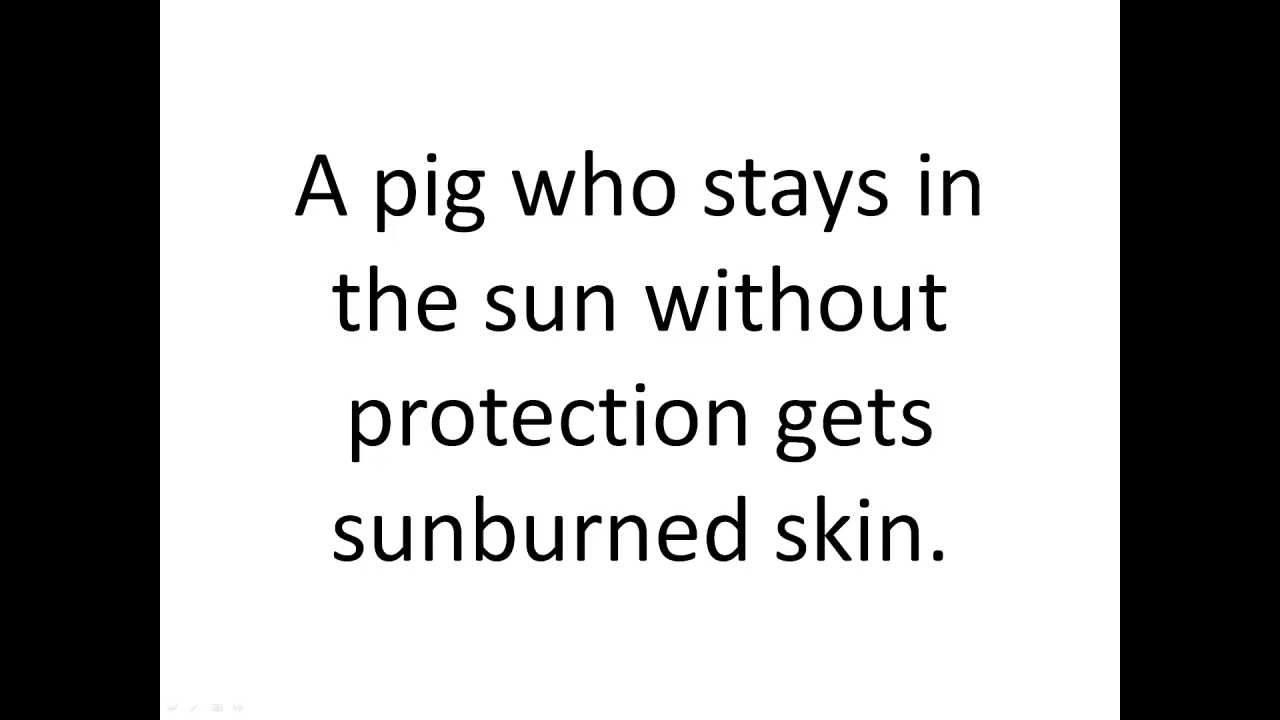 A pig who stays in
the sun without
protection gets
sunburned skin.